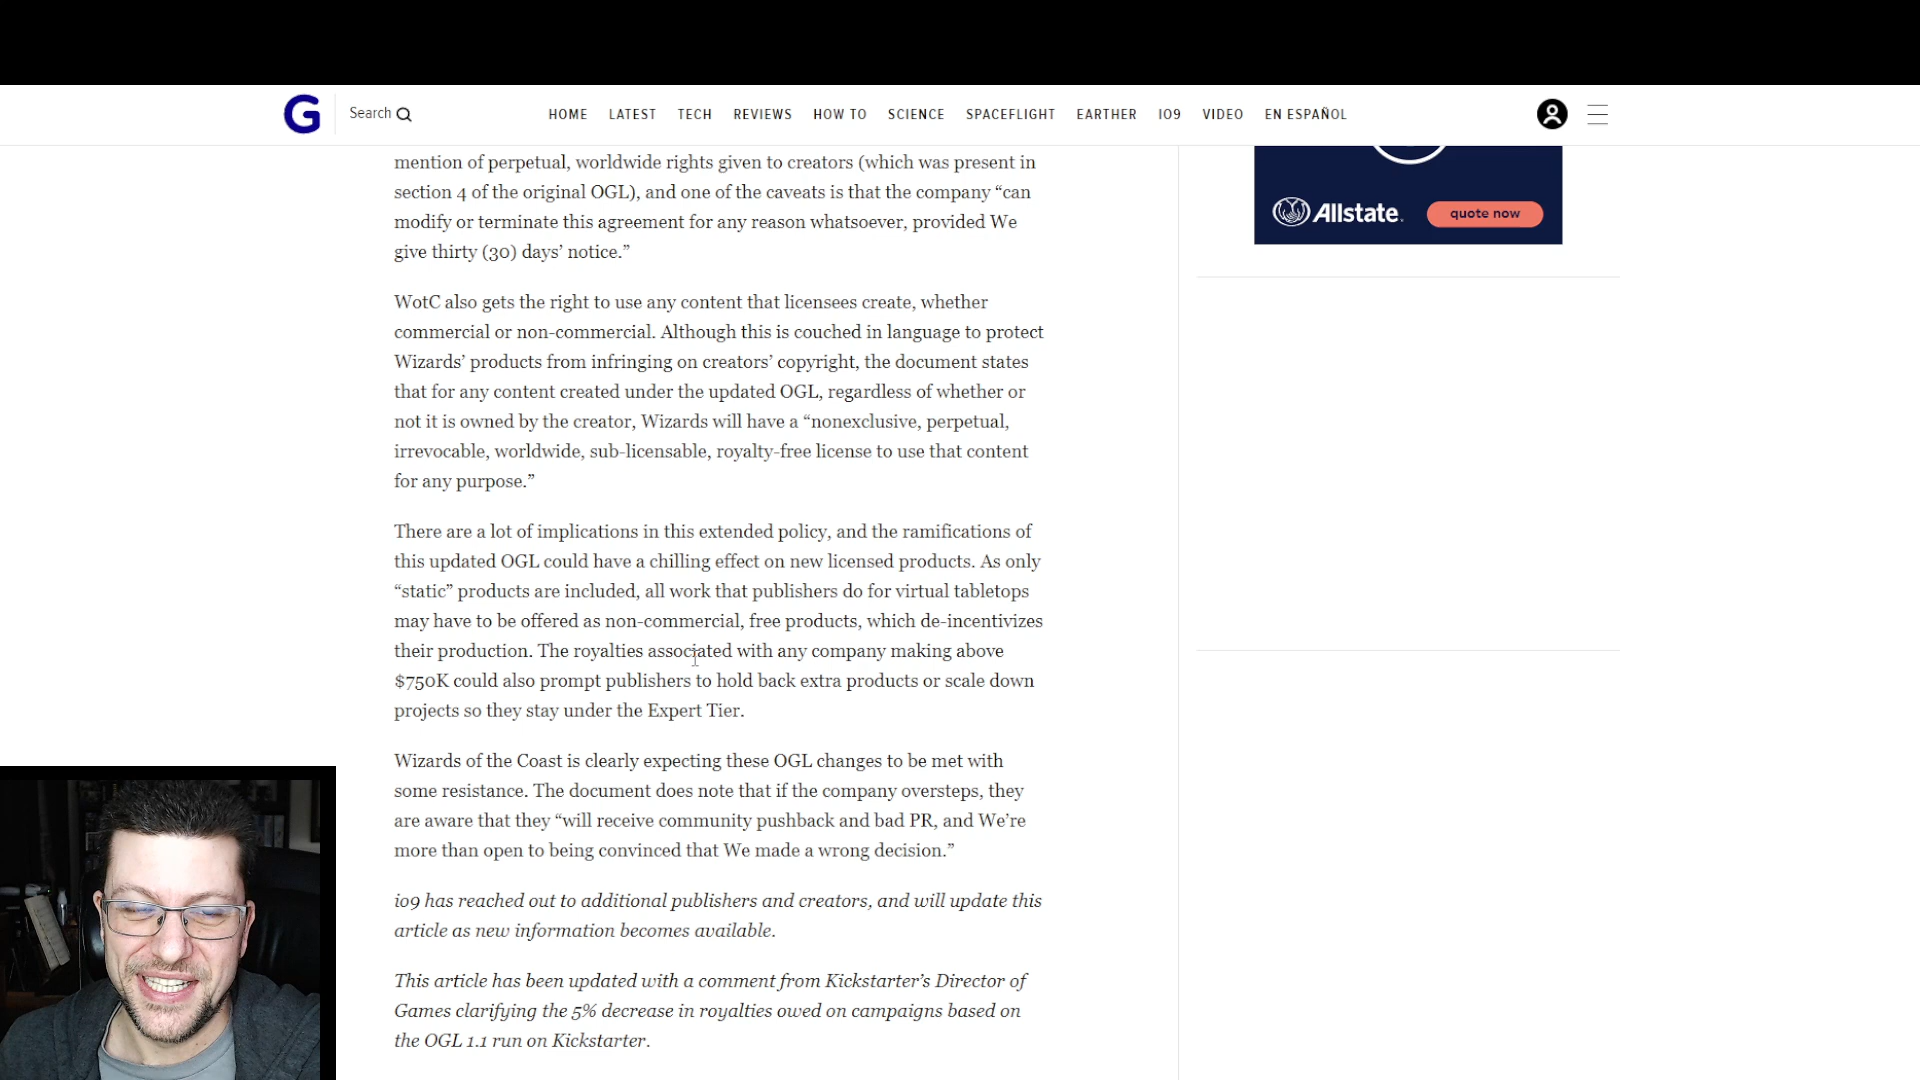 G
Search
HOME LATEST TECH REVIEWS HOW TO SCIENCE SPACEFLIGHT EARTHER IO9 VIDEO EN ESPAÑOL
mention of perpetual, worldwide rights given to creators (which was present in
section 4 of the original OGL), and one of the caveats is that the company “can
modify or terminate this agreement for any reason whatsoever, provided We
give thirty (30) days’ notice.”
WotC also gets the right to use any content that licensees create, whether
commercial or non-commercial. Although this is couched in language to protect
Wizards’ products from infringing on creators’ copyright, the document states
that for any content created under the updated OGL, regardless of whether or
not it is owned by the creator, Wizards will have a “nonexclusive, perpetual,
irrevocable, worldwide, sub-licensable, royalty-free license to use that content
for any purpose.”
There are a lot of implications in this extended policy, and the ramifications of
this updated OGL could have a chilling effect on new licensed products. As only
“static” products are included, all work that publishers do for virtual tabletops
may have to be offered as non-commercial, free products, which de-incentivizes
their production. The royalties associated with any company making above
$750K could also prompt publishers to hold back extra products or scale down
projects so they stay under the Expert Tier.
Wizards of the Coast is clearly expecting these OGL changes to be met with
some resistance. The document does note that if the company oversteps, they
are aware that they “will receive community pushback and bad PR, and We’re
more than open to being convinced that We made a wrong decision.”
io9 has reached out to additional publishers and creators, and will update this
article as new information becomes available.
This article has been updated with a comment from Kickstarter’s Director of
Games clarifying the 5% decrease in royalties owed on campaigns based on
the OGL 1.1 run on Kickstarter.
Allstate.
quote now